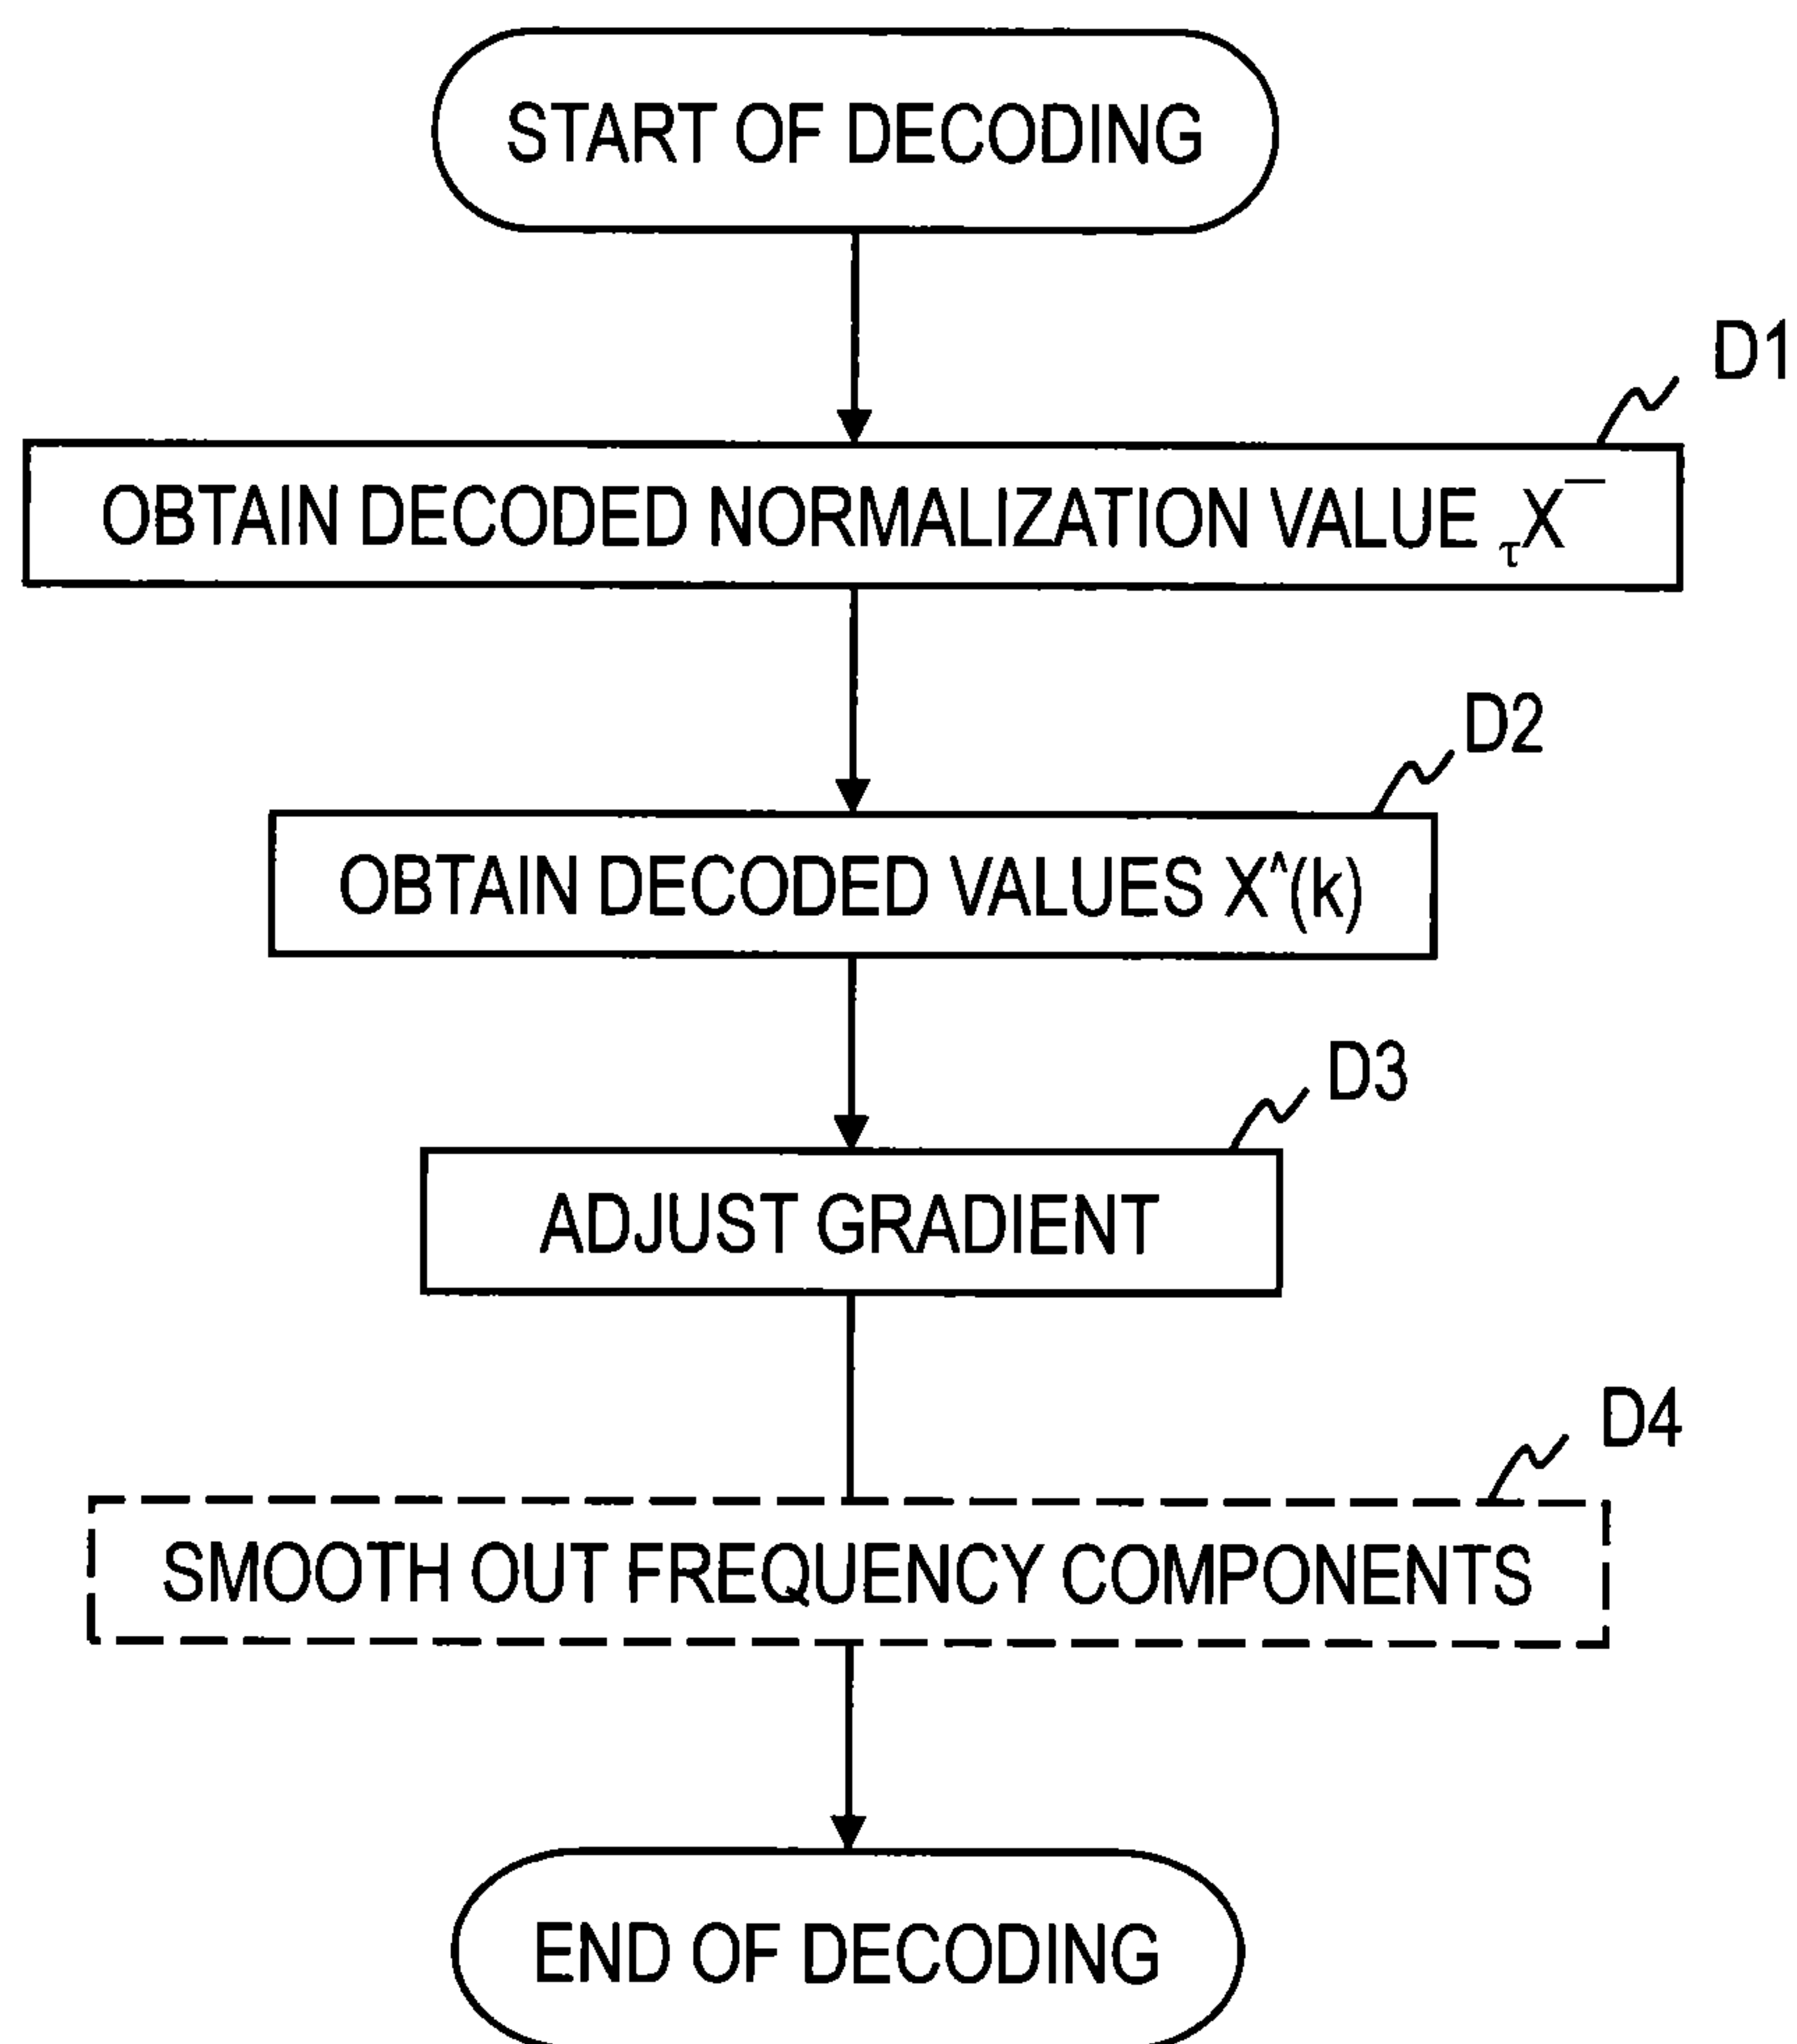 START OF DECODING
D1
OBTAIN DECODED NORMALIZATION VALUE τX¯
D2
OBTAIN DECODED VALUES X^(k)
D3
ADJUST GRADIENT
D4
SMOOTH OUT FREQUENCY COMPONENTS
END OF DECODING